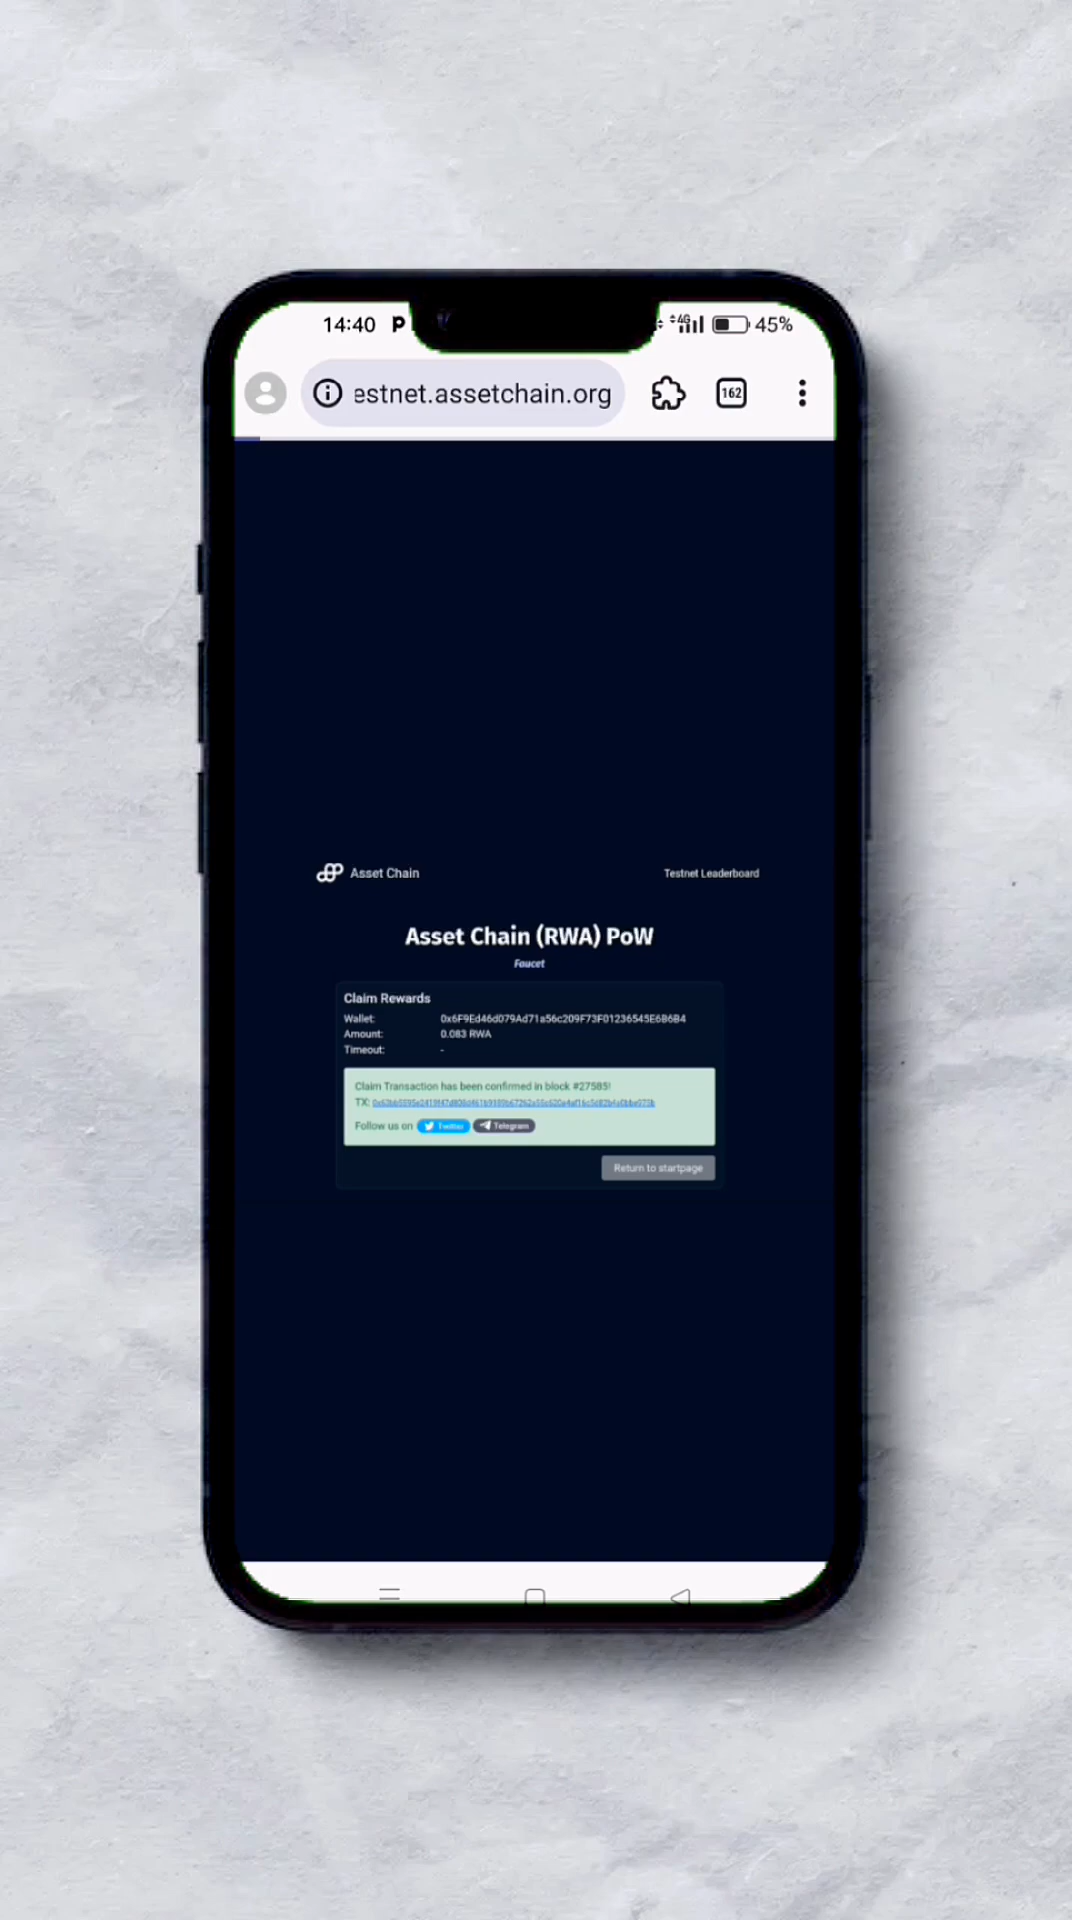 14:40 P 4G 45%
estnet.assetchain.org 162
Asset Chain Testnet Leaderboard
Asset Chain (RWA) PoW
Faucet
Claim Rewards
Wallet: 0x6F9Ed46d079Ad71a56c209F73F01236545E6B6B4
Amount: 0.083 RWA
Timeout: -
Claim Transaction has been confirmed in block #27585!
TX:
Follow us on Twitter Telegram
Return to startpage